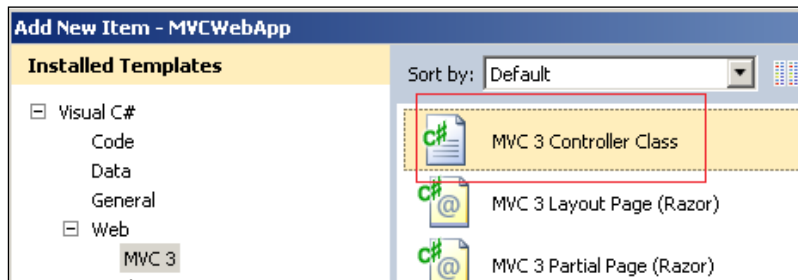 Add New Item - MVCWebApp
Installed Templates
Sort by: Default
Visual C#
Code
Data
General
Web
MVC 3
C# MVC 3 Controller Class
C# @ MVC 3 Layout Page (Razor)
C# @ MVC 3 Partial Page (Razor)